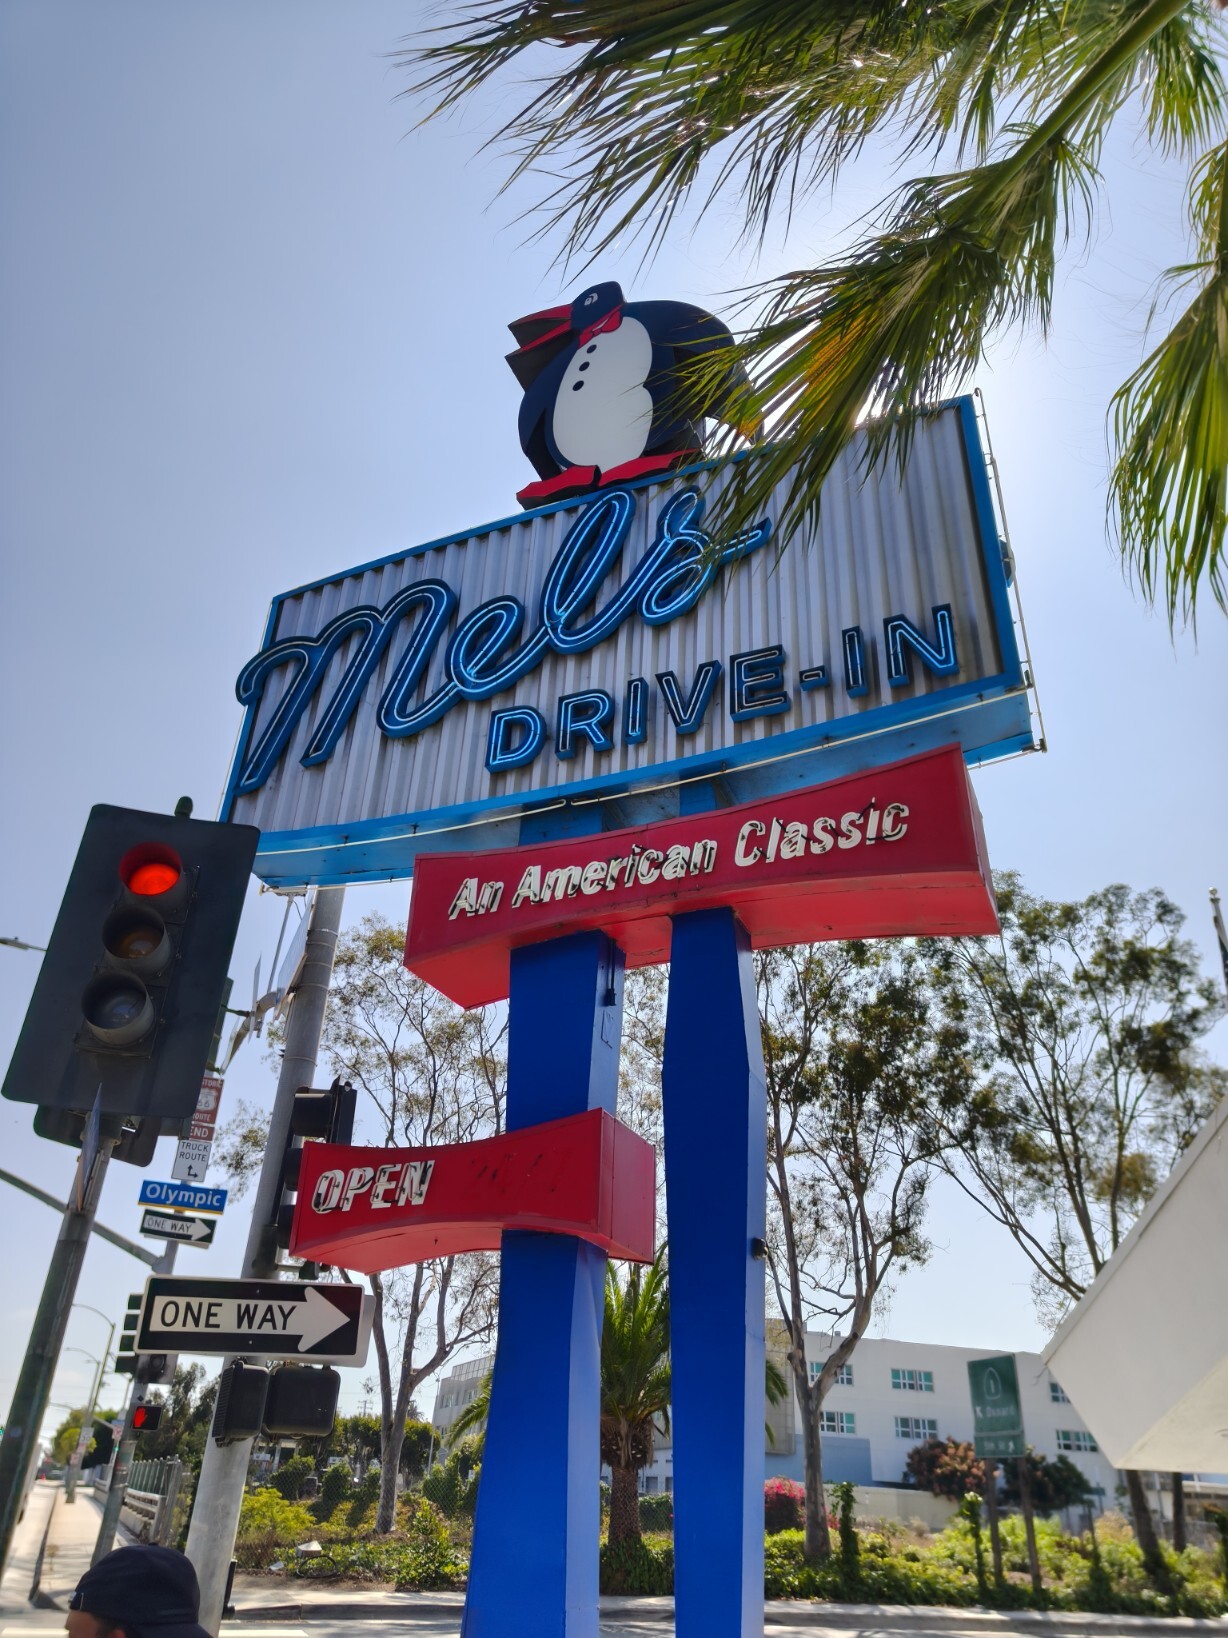 Mels
DRIVE-IN
An American Classic
OPEN
END
TRUCK
ROUTE
Olympic
ONE WAY
ONE WAY